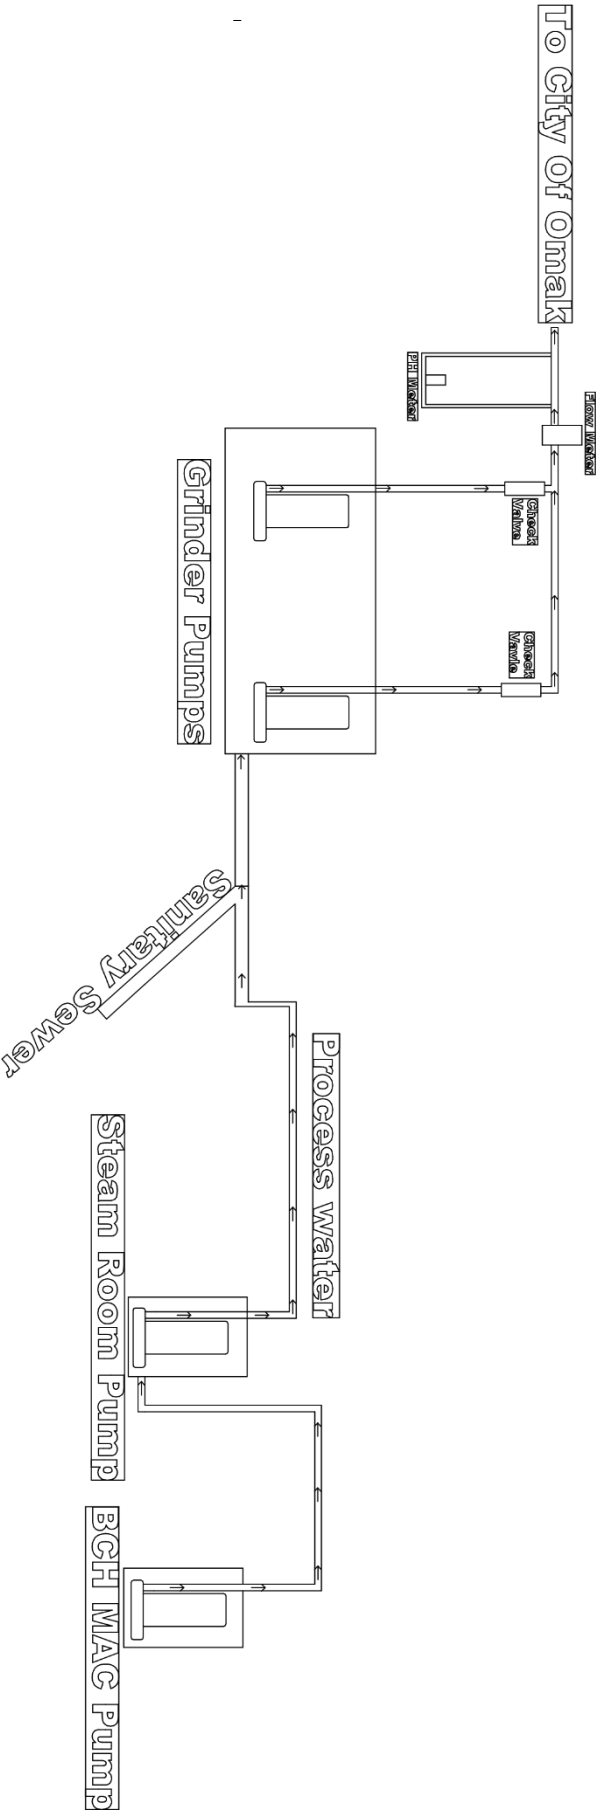 To City Of Omak
PH Meter
Flow Meter
Grinder Pumps
Check
Valve
Check
Vavle
Sanitary Sewer
Process water
Steam Room Pump
BCH MAC Pump